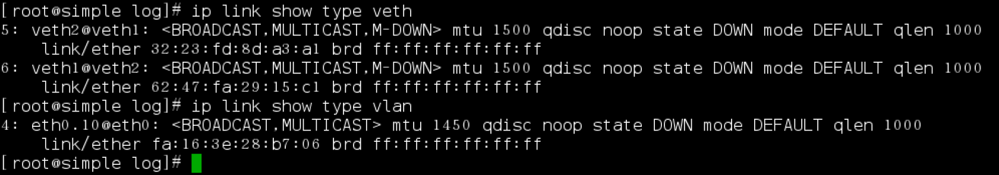 [root@simple log]# ip link show type veth
5: veth2@veth1: <BROADCAST,MULTICAST,M-DOWN> mtu 1500 qdisc noop state DOWN mode DEFAULT qlen 1000
    link/ether 32:23:fd:8d:a3:a1 brd ff:ff:ff:ff:ff:ff
6: veth1@veth2: <BROADCAST,MULTICAST,M-DOWN> mtu 1500 qdisc noop state DOWN mode DEFAULT qlen 1000
    link/ether 62:47:fa:29:15:c1 brd ff:ff:ff:ff:ff:ff
[root@simple log]# ip link show type vlan
4: eth0.10@eth0: <BROADCAST,MULTICAST> mtu 1450 qdisc noop state DOWN mode DEFAULT qlen 1000
    link/ether fa:16:3e:28:b7:06 brd ff:ff:ff:ff:ff:ff
[root@simple log]#